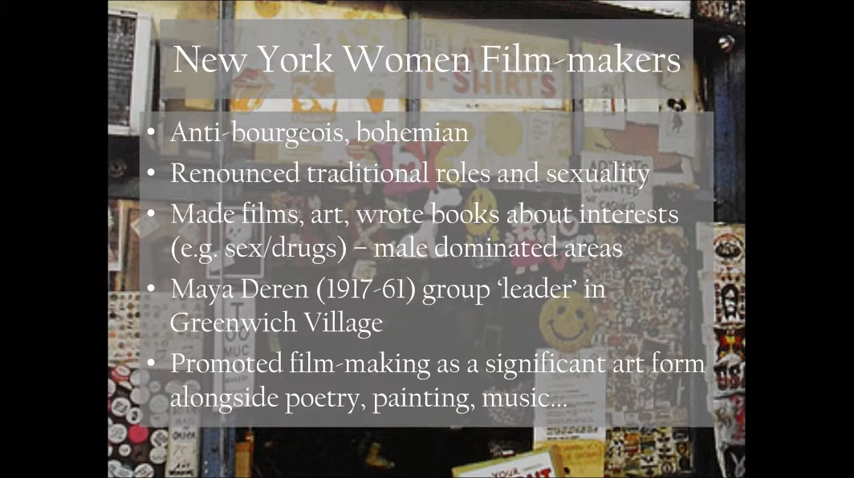 New York Women Film-makers
T-SHIRTS
• Anti-bourgeois, bohemian
• Renounced traditional roles and sexuality
• Made films, art, wrote books about interests
(e.g. sex/drugs) – male dominated areas
• Maya Deren (1917-61) group ‘leader’ in
Greenwich Village
• Promoted film-making as a significant art form
alongside poetry, painting, music...
YOUR